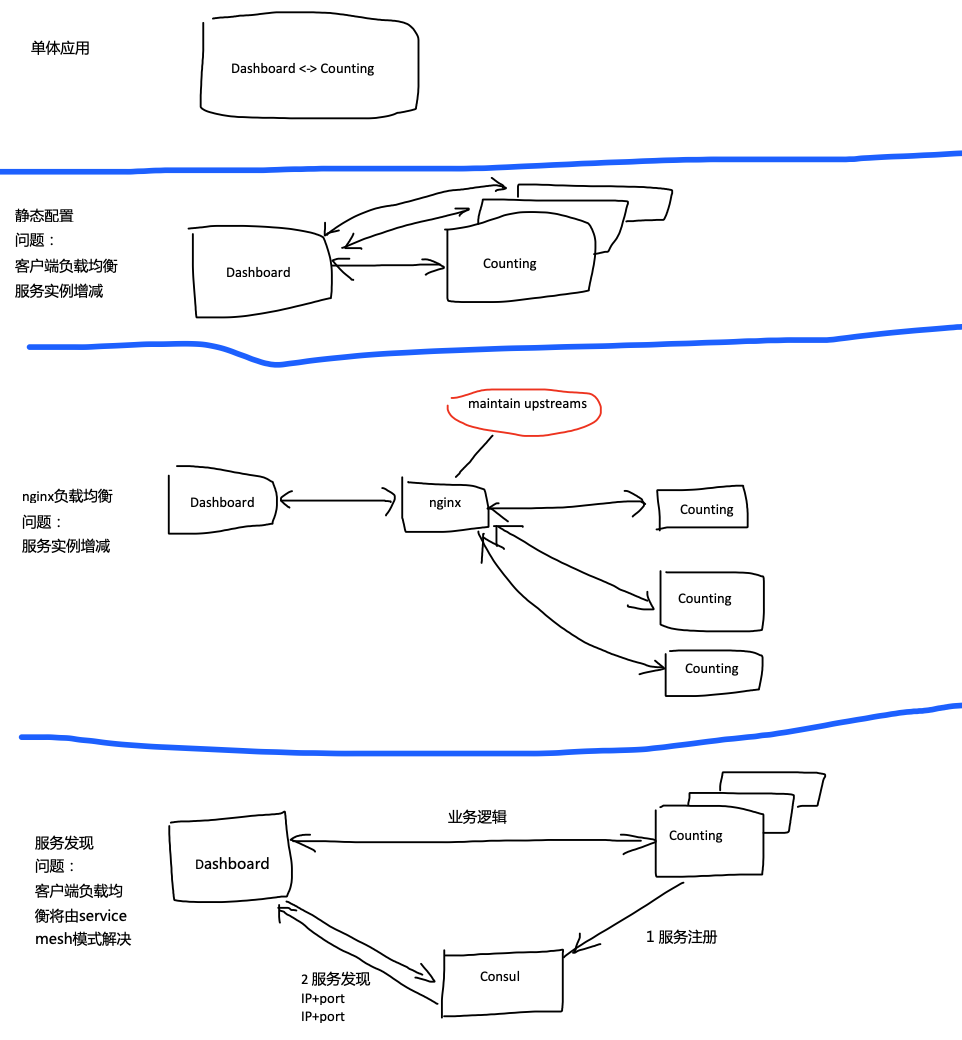 单体应用
Dashboard <-> Counting
静态配置
问题：
客户端负载均衡
服务实例增减
Dashboard
Counting
maintain upstreams
nginx负载均衡
问题：
服务实例增减
Dashboard
nginx
Counting
Counting
Counting
服务发现
问题：
客户端负载均
衡将由service
mesh模式解决
Dashboard
业务逻辑
Counting
1 服务注册
2 服务发现
IP+port
IP+port
Consul